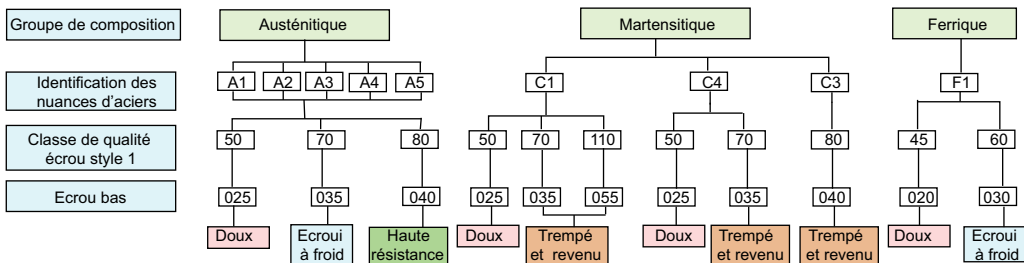 Groupe de composition
Austénitique
Martensitique
Ferrique
Identification des
nuances d'aciers
A1 A2 A3 A4 A5 C1 C4 C3 F1
Classe de qualité
écrou style 1
50 70 80 50 70 110 50 70 80 45 60
Ecrou bas
025 035 040 025 035 055 025 035 040 020 030
Doux
Ecroui
à froid
Haute
résistance
Doux
Trempé
et revenu
Doux
Trempé
et revenu
Trempé
et revenu
Doux
Ecroui
à froid